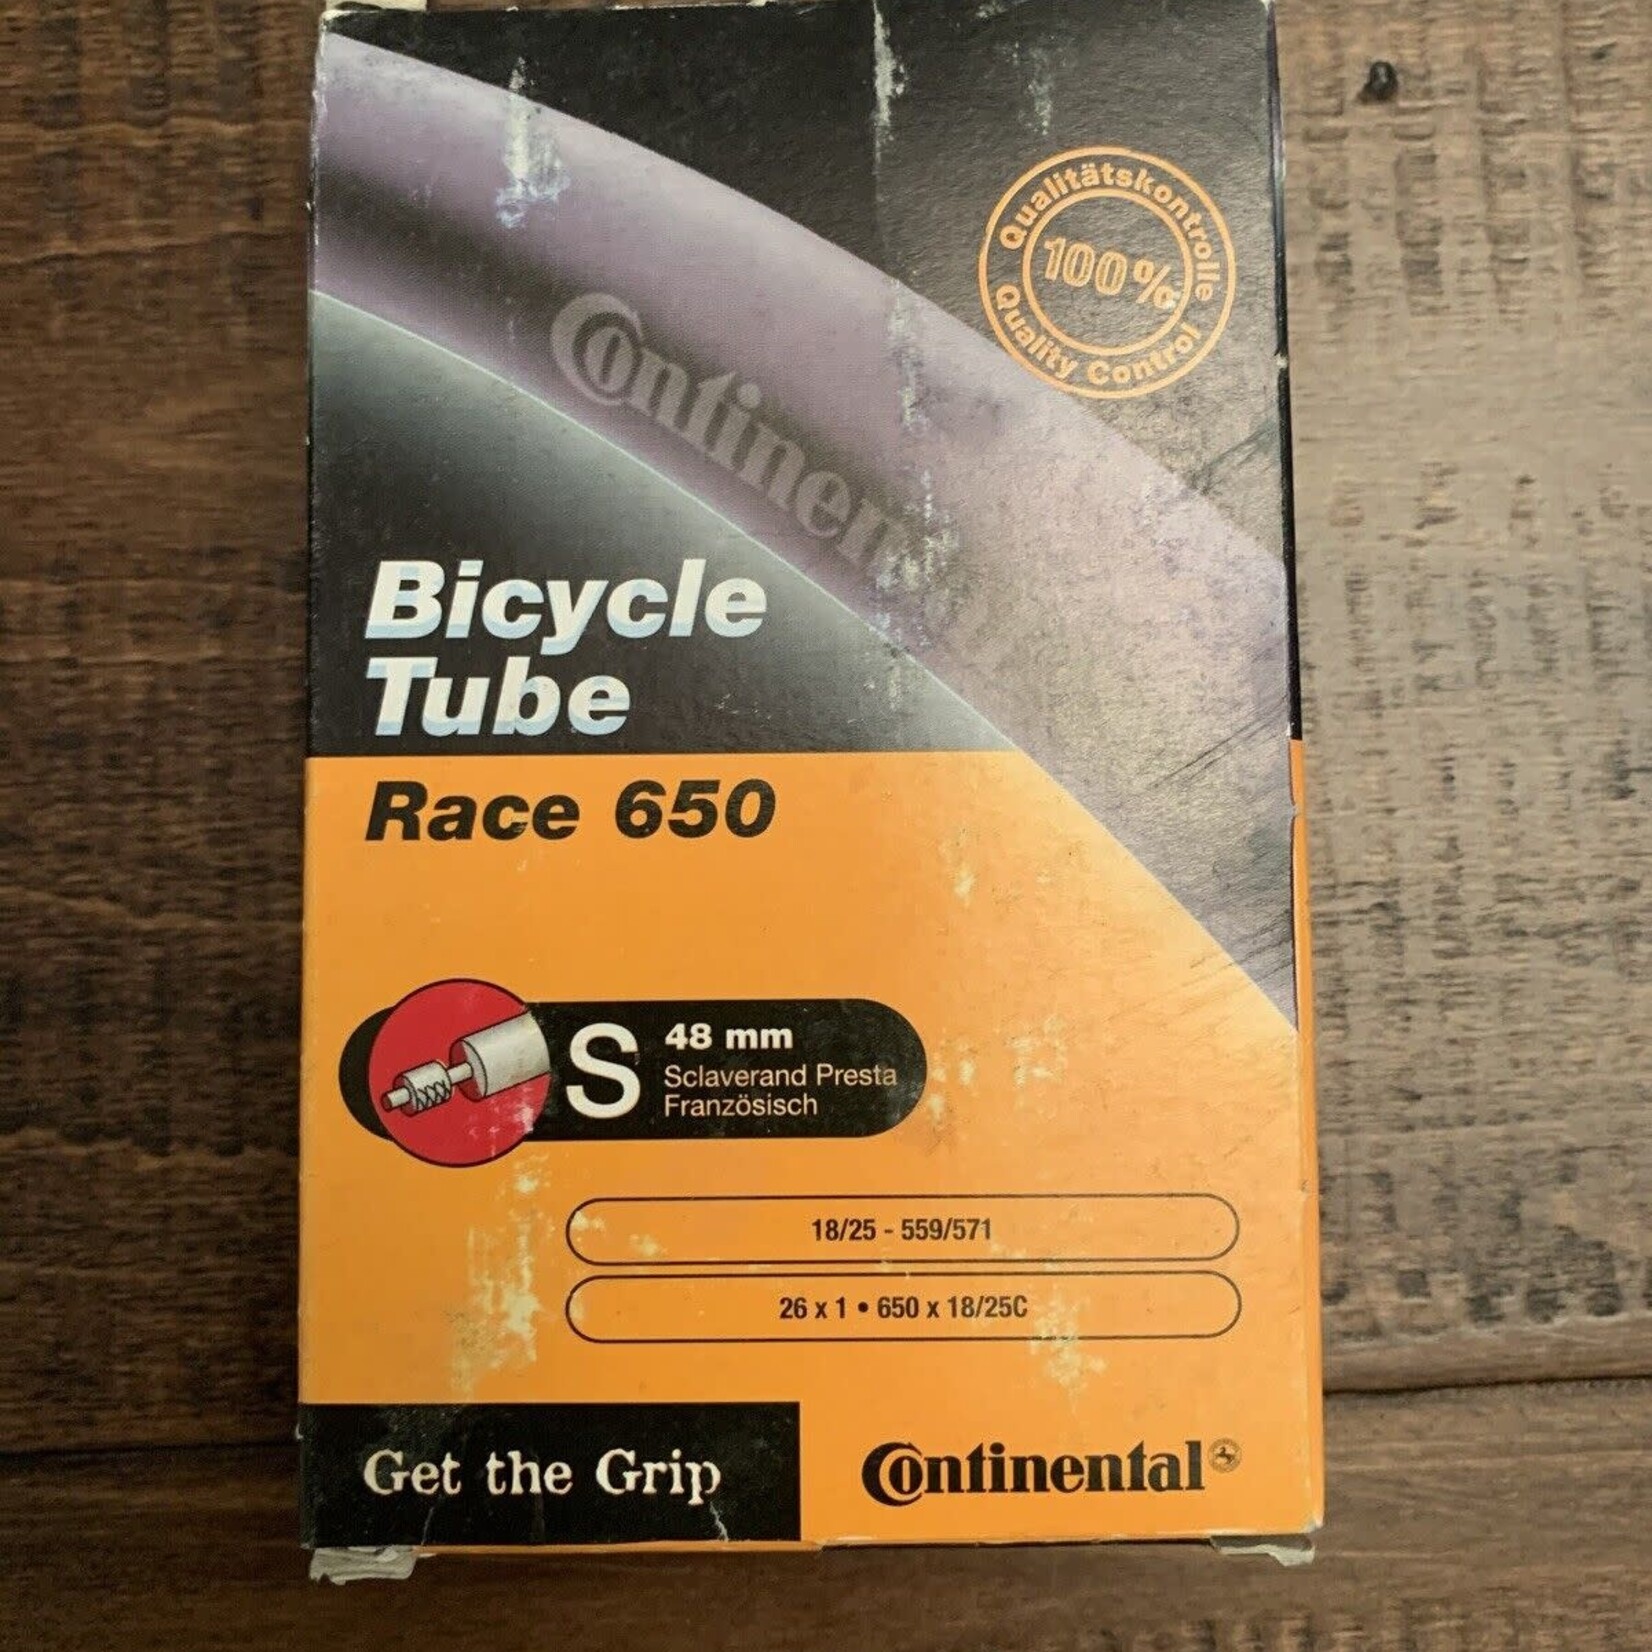 Qualitätskontrolle
100%
Quality Control
Continen
Bicycle
Tube
Race 650
S
48 mm
Sclaverand Presta
Französisch
18/25 - 559/571
26 x 1 • 650 x 18/25C
Get the Grip
Continental